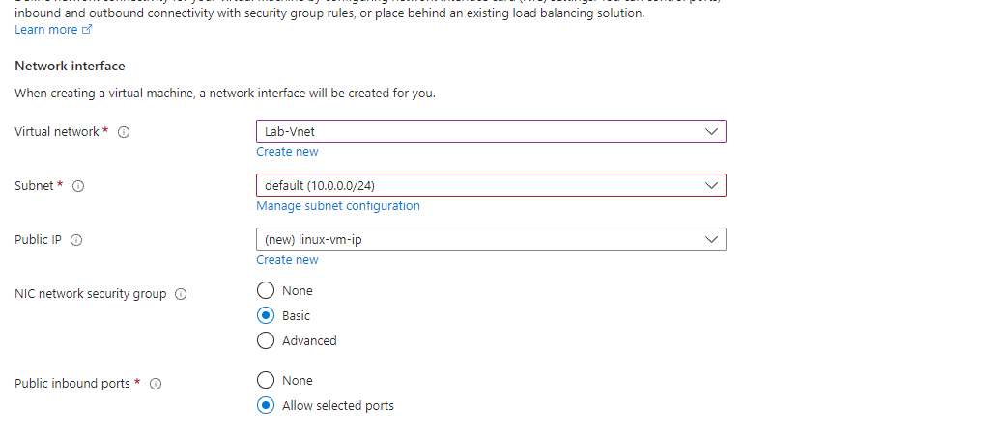 inbound and outbound connectivity with security group rules, or place behind an existing load balancing solution.
Learn more
Network interface
When creating a virtual machine, a network interface will be created for you.
Virtual network *
Lab-Vnet
Create new
Subnet *
default (10.0.0.0/24)
Manage subnet configuration
Public IP
(new) linux-vm-ip
Create new
NIC network security group
None
Basic
Advanced
Public inbound ports *
None
Allow selected ports